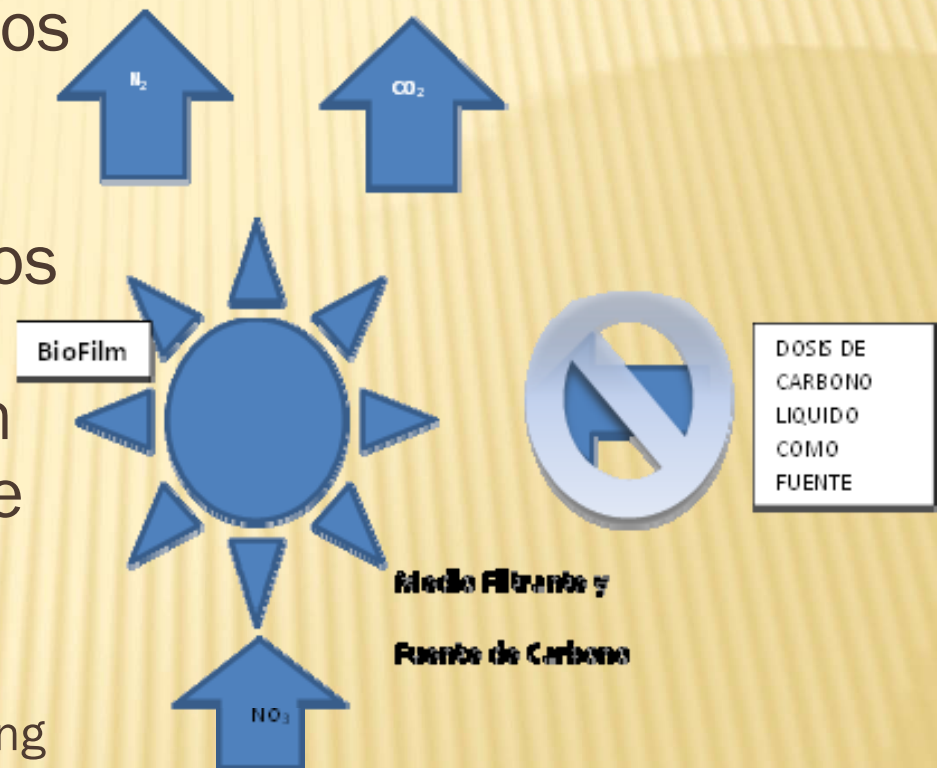 os
N₂
CO₂
os
BioFilm
DOSIS DE
CARBONO
LIQUIDO
COMO
FUENTE
n
e
Medio Filtrante y
Fuente de Carbono
NO₃
ng